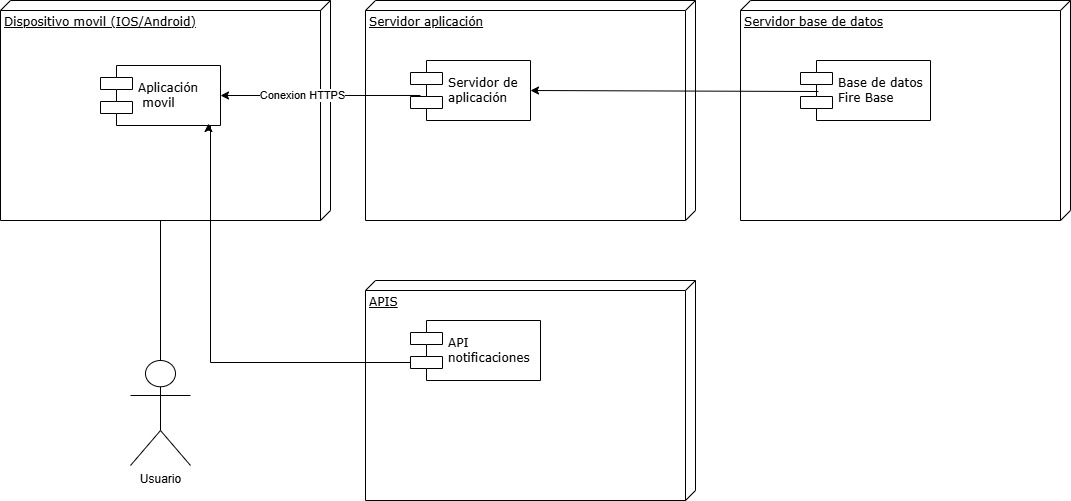 Dispositivo movil (IOS/Android)
Servidor aplicación
Servidor base de datos
Aplicación
movil
Conexion HTTPS
Servidor de
aplicación
Base de datos
Fire Base
APIS
API
notificaciones
Usuario